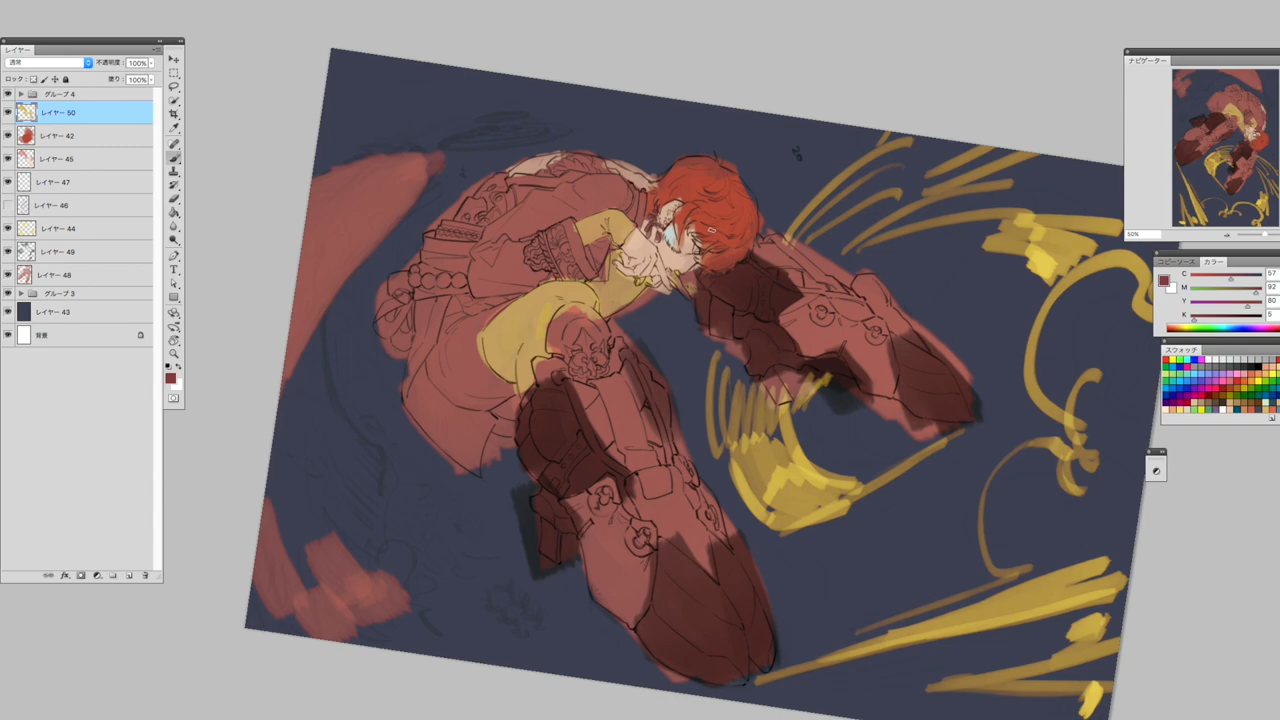 レイヤー
通常
不透明度: 100%
ロック:
塗り: 100%
グループ 4
レイヤー 50
レイヤー 42
レイヤー 45
レイヤー 47
レイヤー 46
レイヤー 44
レイヤー 49
レイヤー 48
グループ 3
レイヤー 43
背景
ナビゲーター
50%
コピーソース カラー
C 57
M 92
Y 80
K 5
スウォッチ